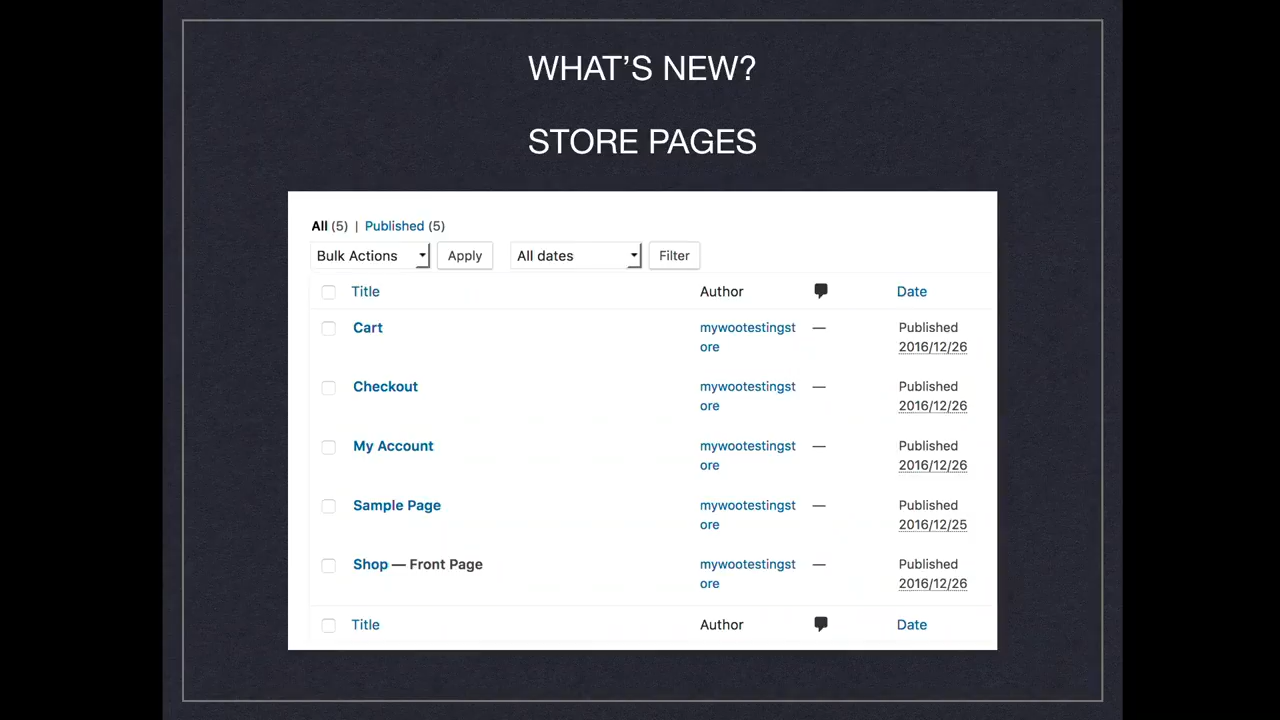 WHAT'S NEW?
STORE PAGES
All (5) | Published (5)
Bulk Actions Apply All dates Filter
Title Author Date
Cart mywootestingst — Published
ore 2016/12/26
Checkout mywootestingst — Published
ore 2016/12/26
My Account mywootestingst — Published
ore 2016/12/26
Sample Page mywootestingst — Published
ore 2016/12/25
Shop — Front Page mywootestingst — Published
ore 2016/12/26
Title Author Date